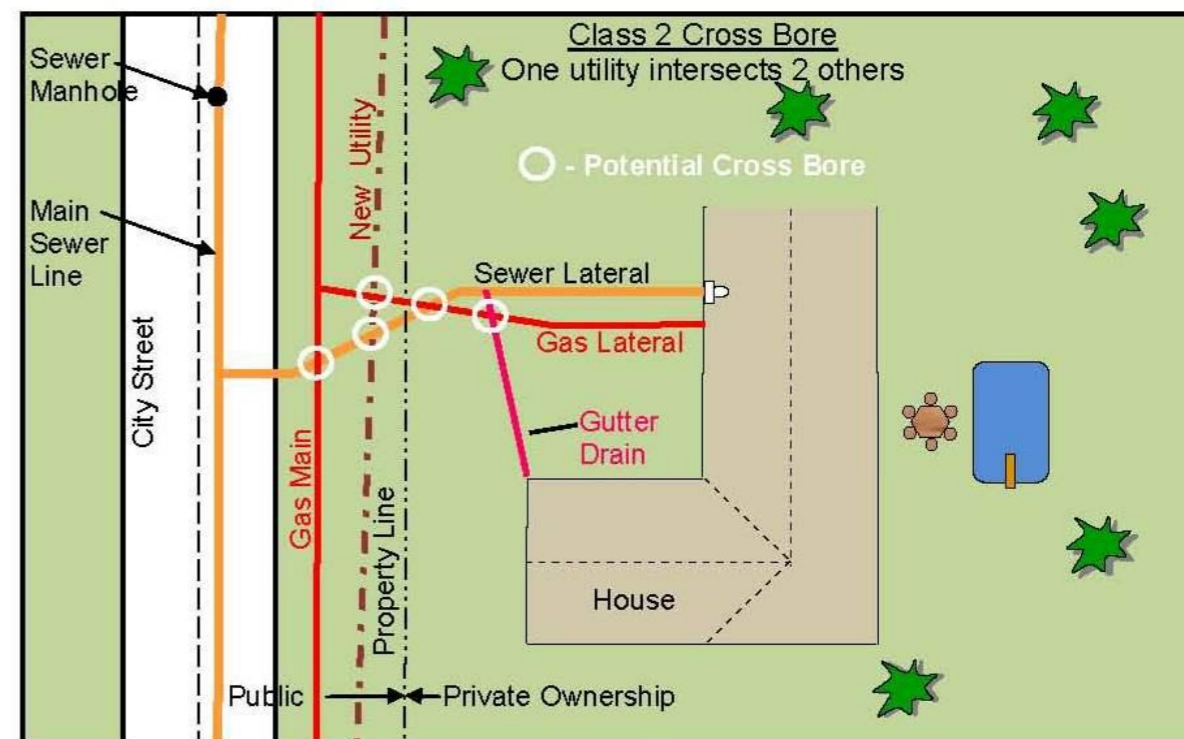 Class 2 Cross Bore
One utility intersects 2 others
Sewer
Manhole
- Potential Cross Bore
New Utility
Main
Sewer
Line
Sewer Lateral
Gas Lateral
City Street
Gutter
Drain
Gas Main
Property Line
House
Public
Private Ownership